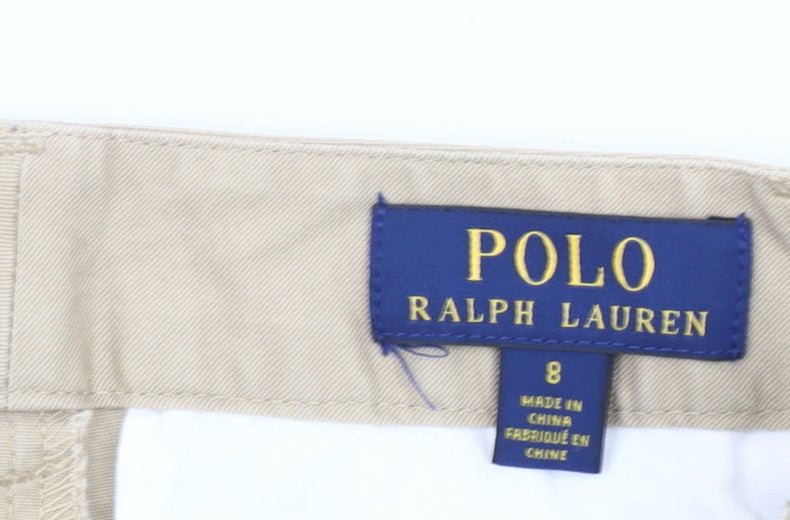 POLO
RALPH LAUREN
8
MADE IN
CHINA
FABRIQUÉ EN
CHINE